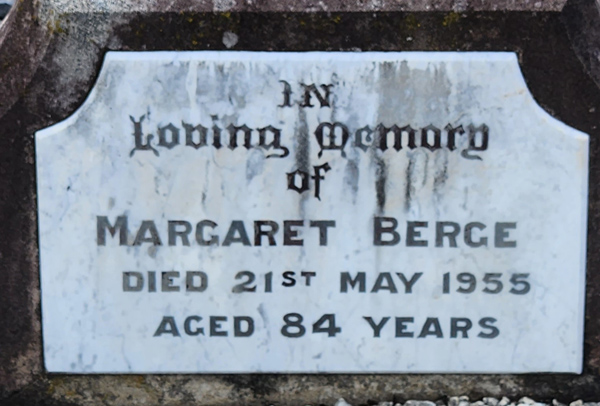 IN
Loving Memory
of
MARGARET BERGE
DIED 21ST MAY 1955
AGED 84 YEARS